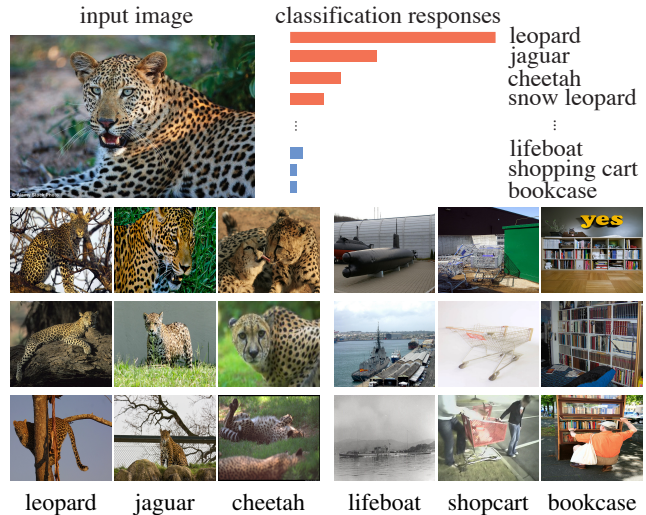 input image
classification responses
leopard
jaguar
cheetah
snow leopard
lifeboat
shopping cart
bookcase
yes
leopard jaguar cheetah lifeboat shopcart bookcase